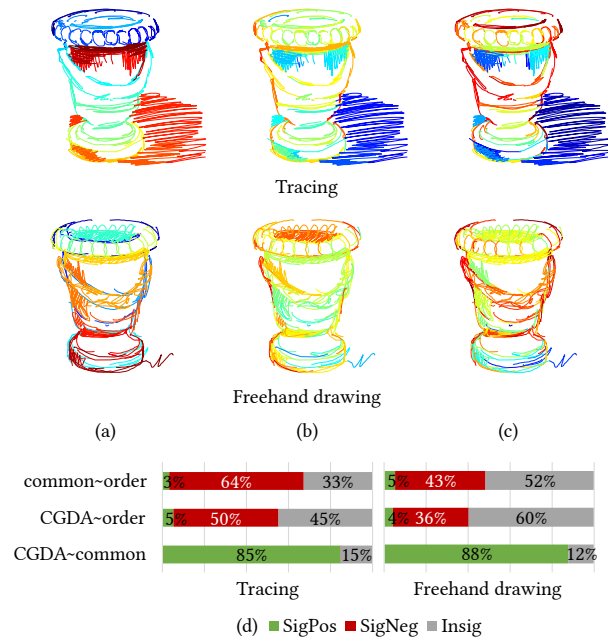 Tracing
Freehand drawing
(a) (b) (c)
common~order 3% 64% 33% 5% 43% 52%
CGDA~order 5% 50% 45% 4% 36% 60%
CGDA~common 85% 15% 88% 12%
Tracing Freehand drawing
(d) SigPos SigNeg Insig